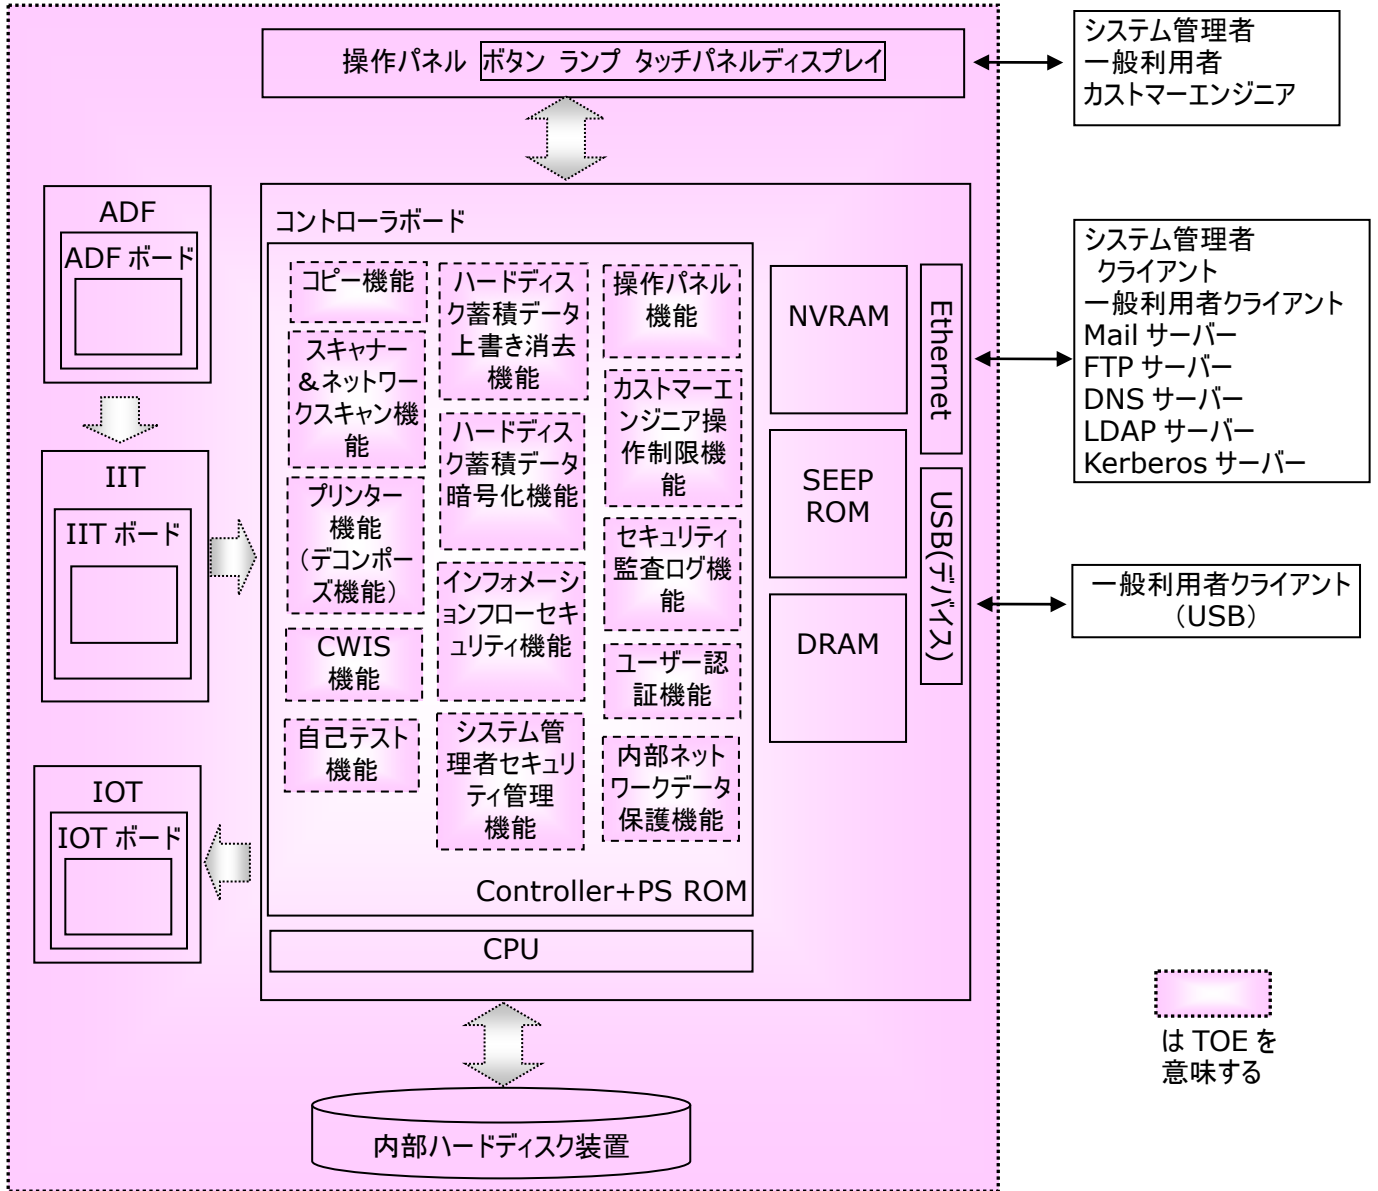 操作パネル ボタン ランプ タッチパネルディスプレイ
システム管理者
一般利用者
カストマーエンジニア
ADF
ADF ボード
IIT
IIT ボード
IOT
IOT ボード
コントローラボード
コピー機能
スキャナー
&ネットワー
クスキャン機
能
プリンター
機能
(デコンポー
ズ機能)
CWIS
機能
自己テスト
機能
ハードディス
ク蓄積データ
上書き消去
機能
ハードディス
ク蓄積データ
暗号化機能
インフォメーシ
ョンフローセキ
ュリティ機能
システム管
理者セキュリ
ティ管理
機能
操作パネル
機能
カストマーエ
ンジニア操
作制限機
能
セキュリティ
監査ログ機
能
ユーザー認
証機能
内部ネット
ワークデータ
保護機能
Controller+PS ROM
CPU
NVRAM
SEEP
ROM
DRAM
Ethernet
USB(デバイス)
システム管理者
クライアント
一般利用者クライアント
Mail サーバー
FTP サーバー
DNS サーバー
LDAP サーバー
Kerberos サーバー
一般利用者クライアント
(USB)
内部ハードディスク装置
は TOE を
意味する